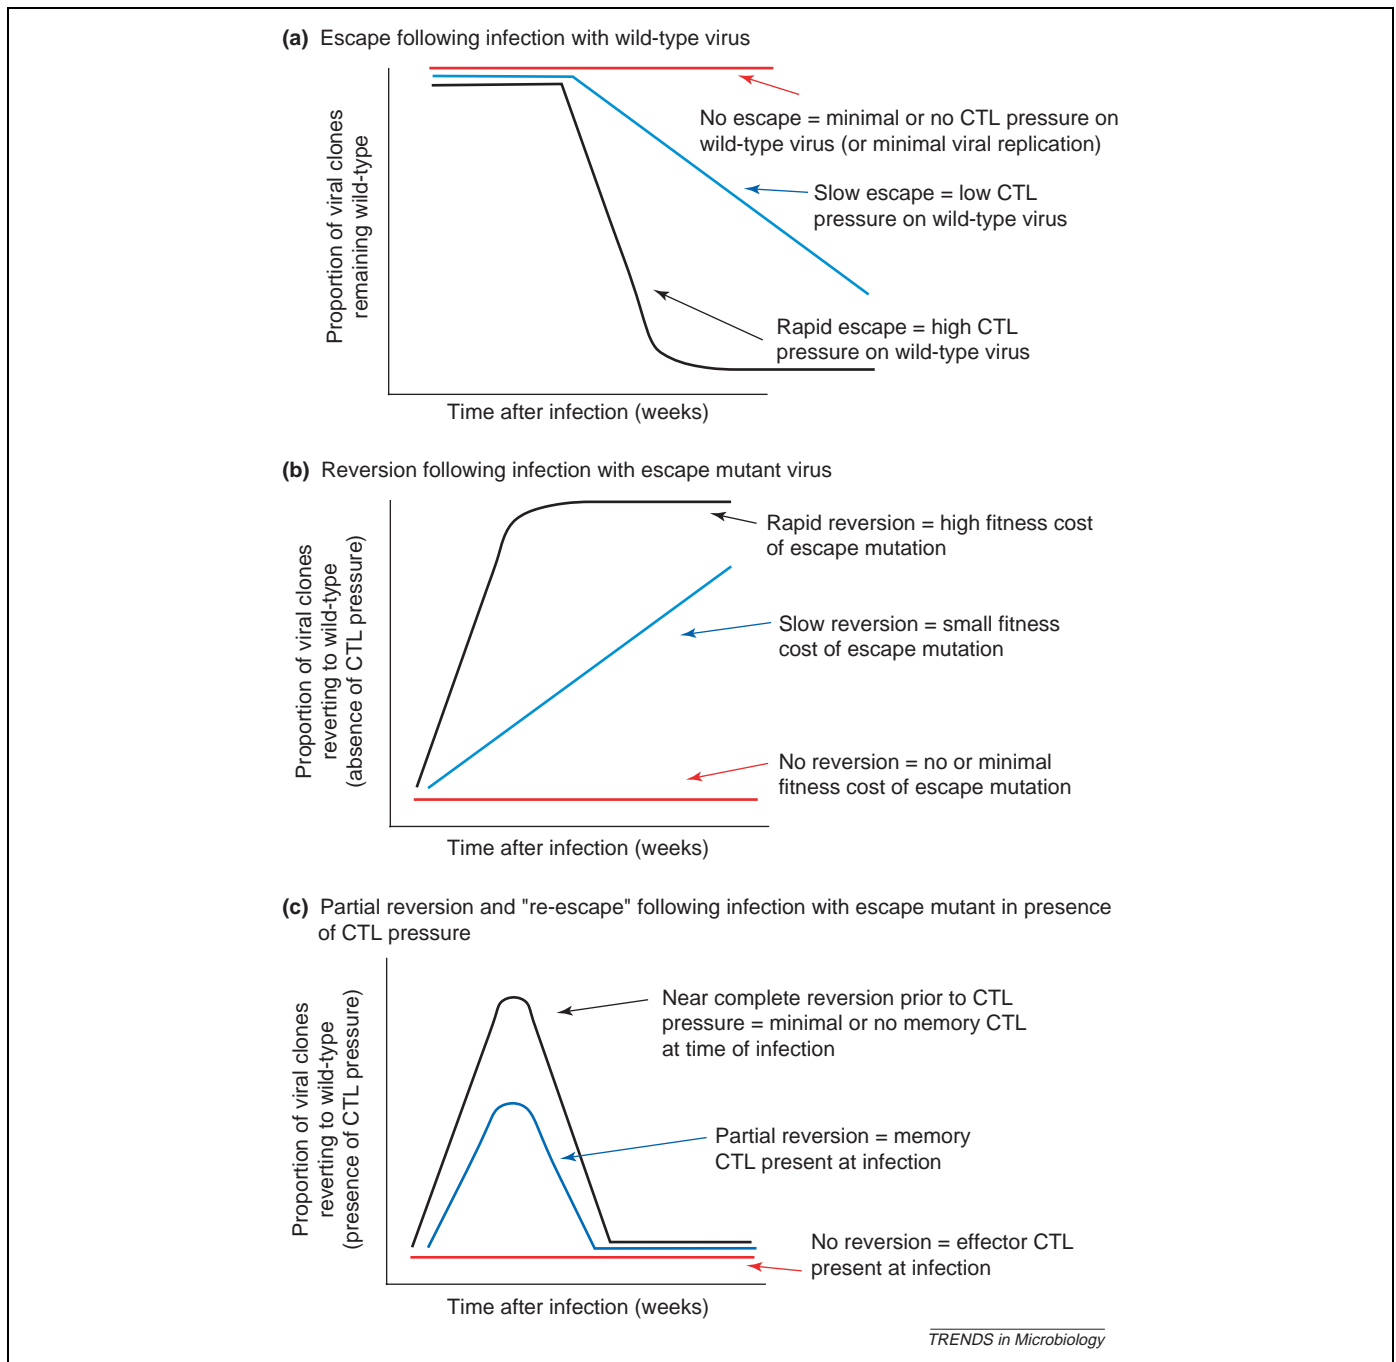 (a) Escape following infection with wild-type virus
Proportion of viral clones
remaining wild-type
No escape = minimal or no CTL pressure on
wild-type virus (or minimal viral replication)
Slow escape = low CTL
pressure on wild-type virus
Rapid escape = high CTL
pressure on wild-type virus
Time after infection (weeks)
(b) Reversion following infection with escape mutant virus
Proportion of viral clones
reverting to wild-type
(absence of CTL pressure)
Rapid reversion = high fitness cost
of escape mutation
Slow reversion = small fitness
cost of escape mutation
No reversion = no or minimal
fitness cost of escape mutation
Time after infection (weeks)
(c) Partial reversion and "re-escape" following infection with escape mutant in presence
of CTL pressure
Proportion of viral clones
reverting to wild-type
(presence of CTL pressure)
Near complete reversion prior to CTL
pressure = minimal or no memory CTL
at time of infection
Partial reversion = memory
CTL present at infection
No reversion = effector CTL
present at infection
Time after infection (weeks)
TRENDS in Microbiology